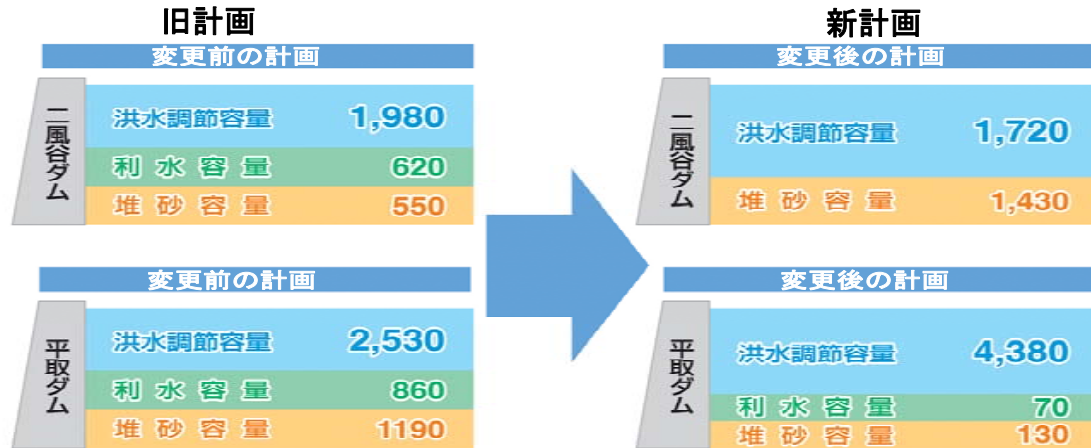 旧計画
変更前の計画
二風谷ダム
洪水調節容量 1,980
利水容量 620
堆砂容量 550
変更前の計画
平取ダム
洪水調節容量 2,530
利水容量 860
堆砂容量 1190
新計画
変更後の計画
二風谷ダム
洪水調節容量 1,720
堆砂容量 1,430
変更後の計画
平取ダム
洪水調節容量 4,380
利水容量 70
堆砂容量 130